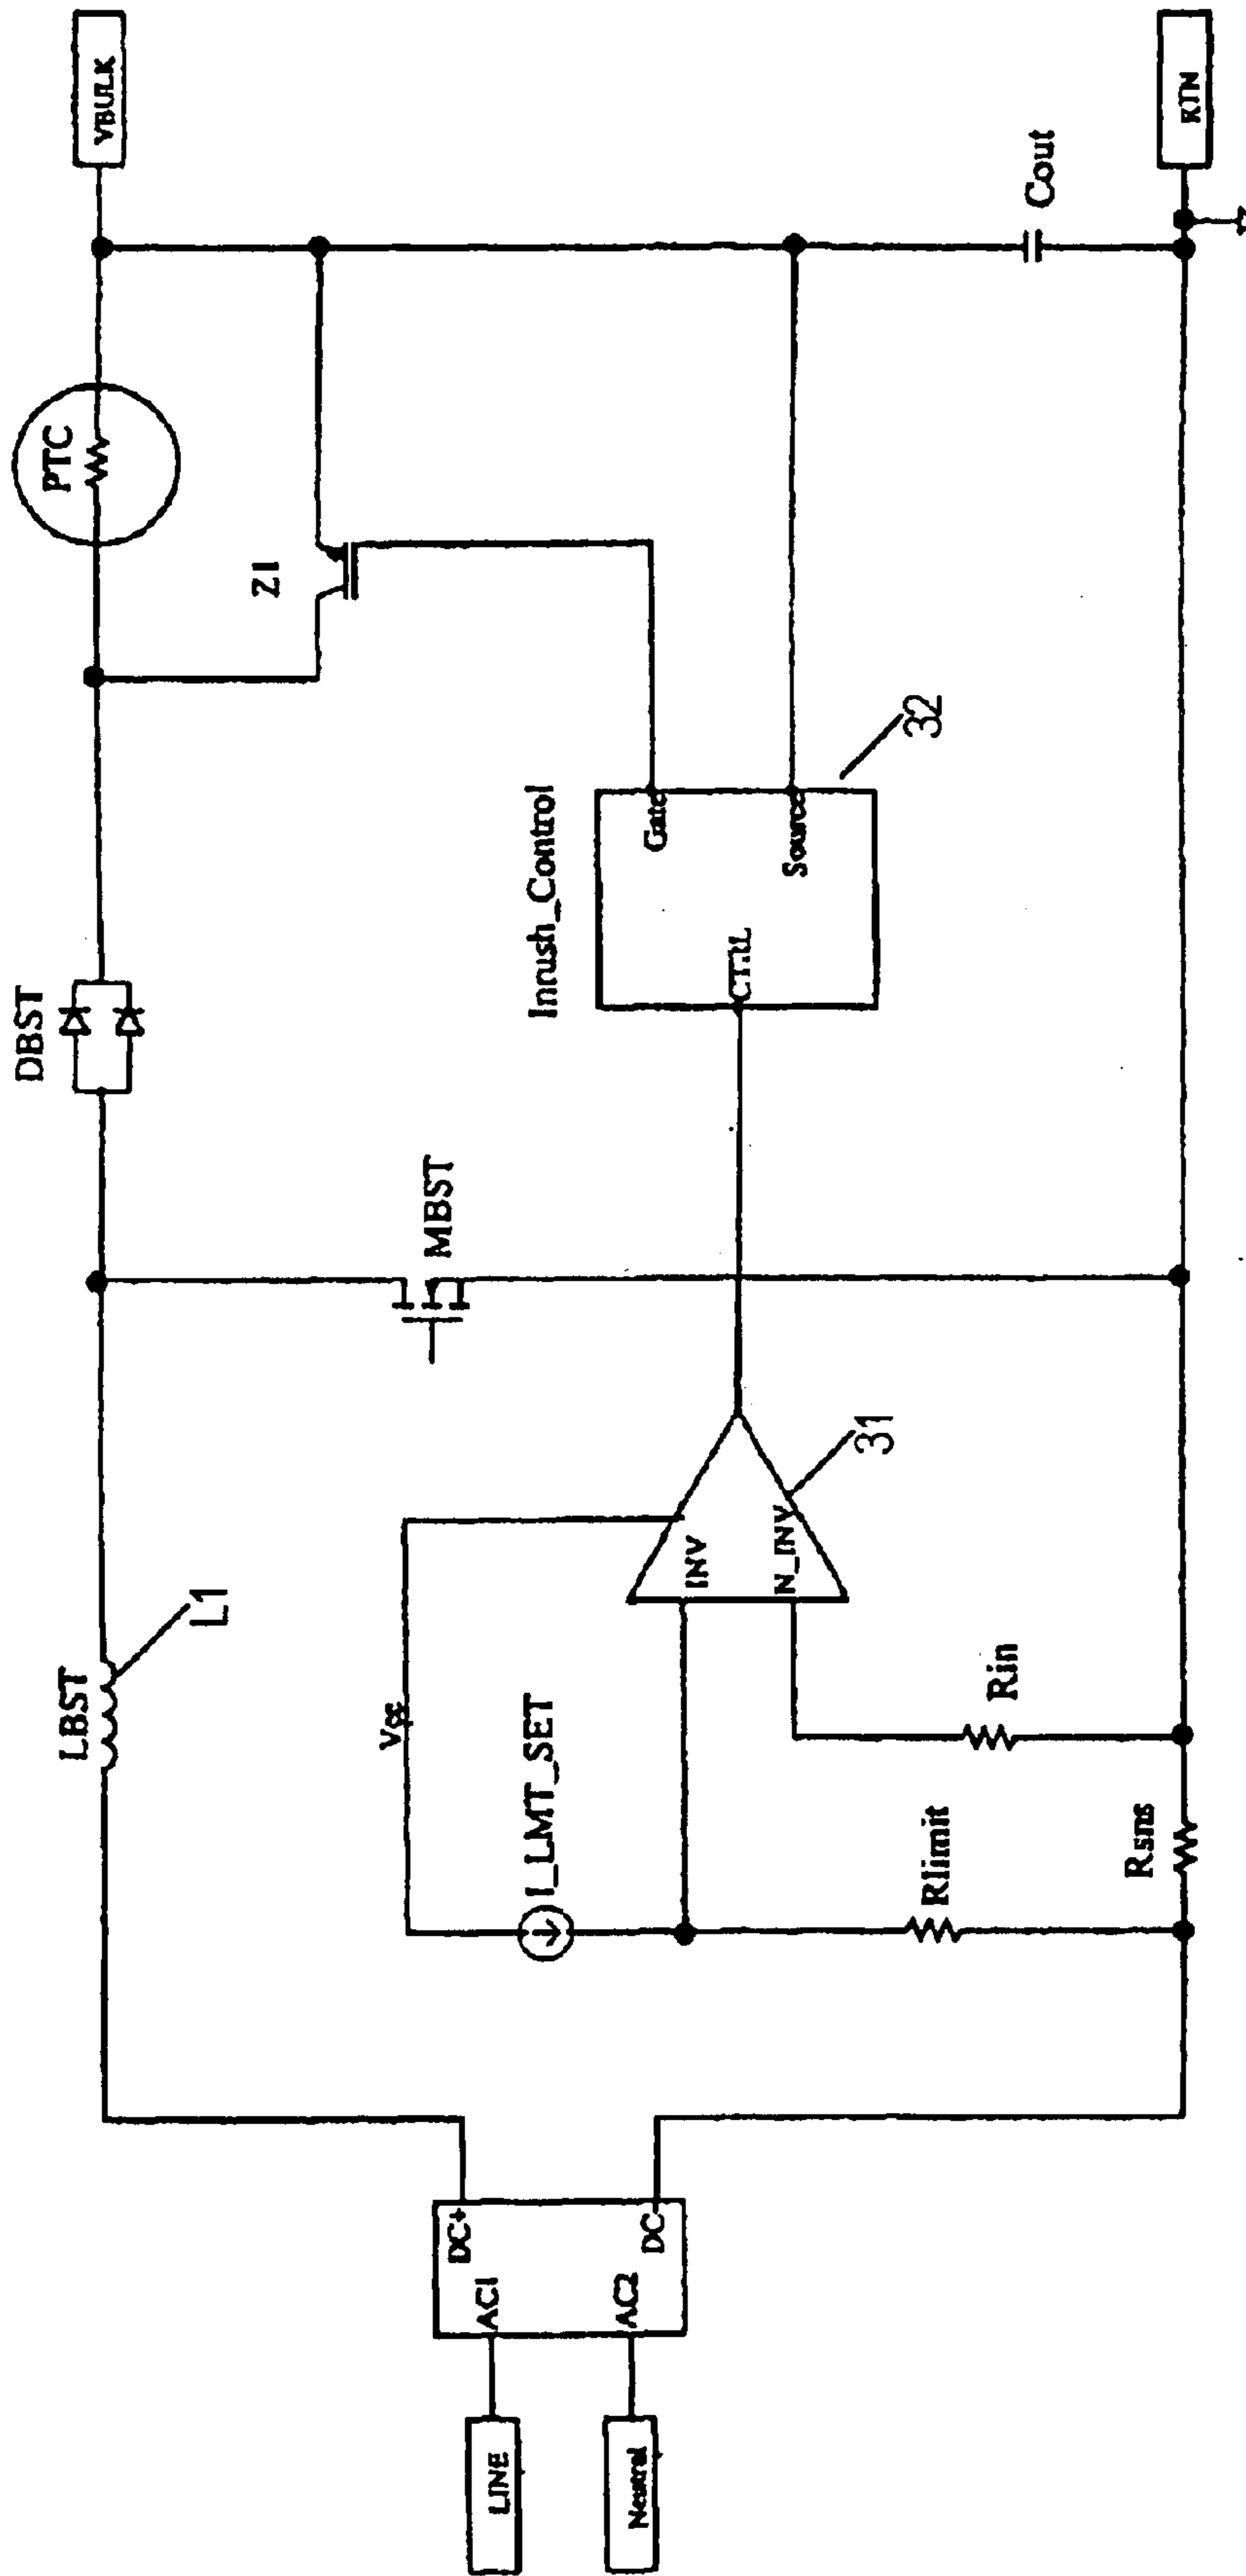 LBST
L1
DBST
PTC
VBULK
Z1
MBST
Vcc
I_LMT_SET
INV
N_INV
31
Inrush_Control
Gate
CTRL
Source
32
LINE
AC1
DC+
Neutral
AC2
DC-
Rlimit
Rin
Rsns
Cout
RTN